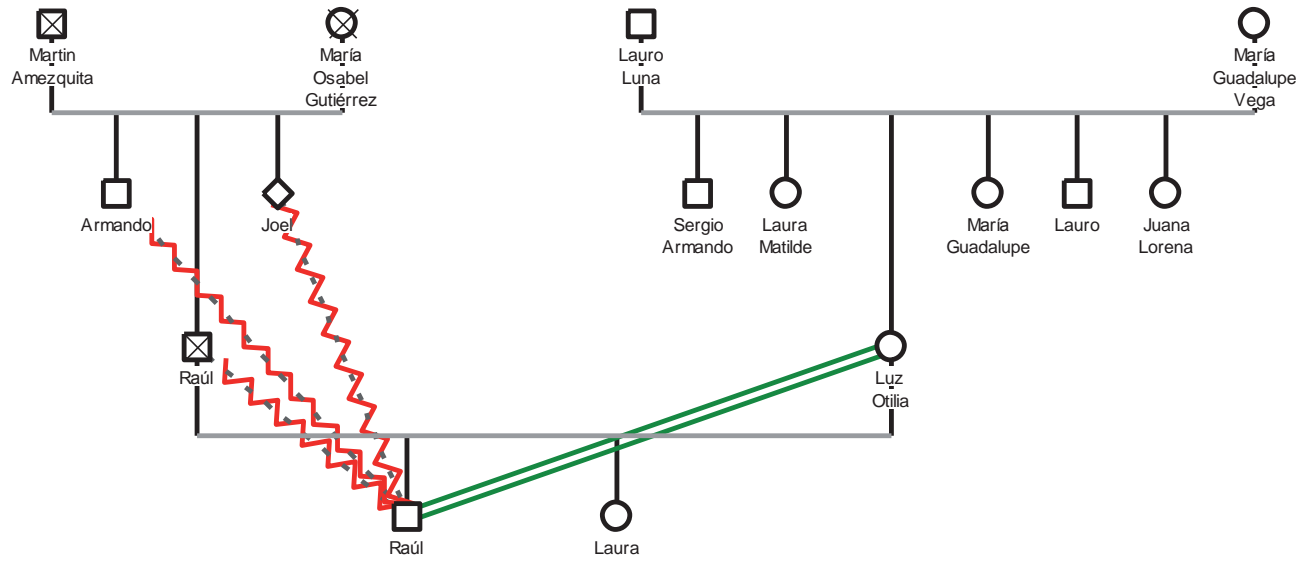 Martin
Amezquita
María
Osabel
Gutiérrez
Lauro
Luna
María
Guadalupe
Vega
Armando
Joel
Sergio
Armando
Laura
Matilde
María
Guadalupe
Lauro
Juana
Lorena
Raúl
Luz
Otilia
Raúl
Laura